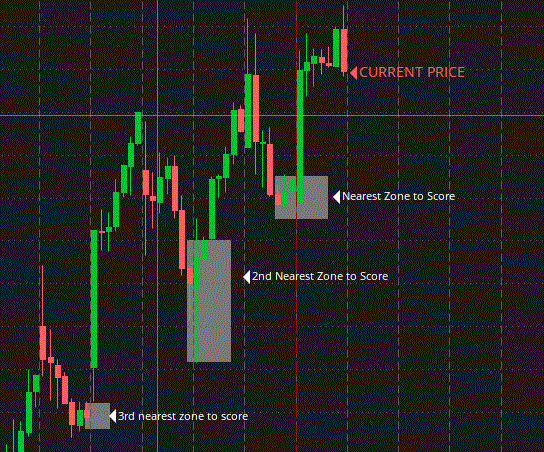 CURRENT PRICE
Nearest Zone to Score
2nd Nearest Zone to Score
3rd nearest zone to score